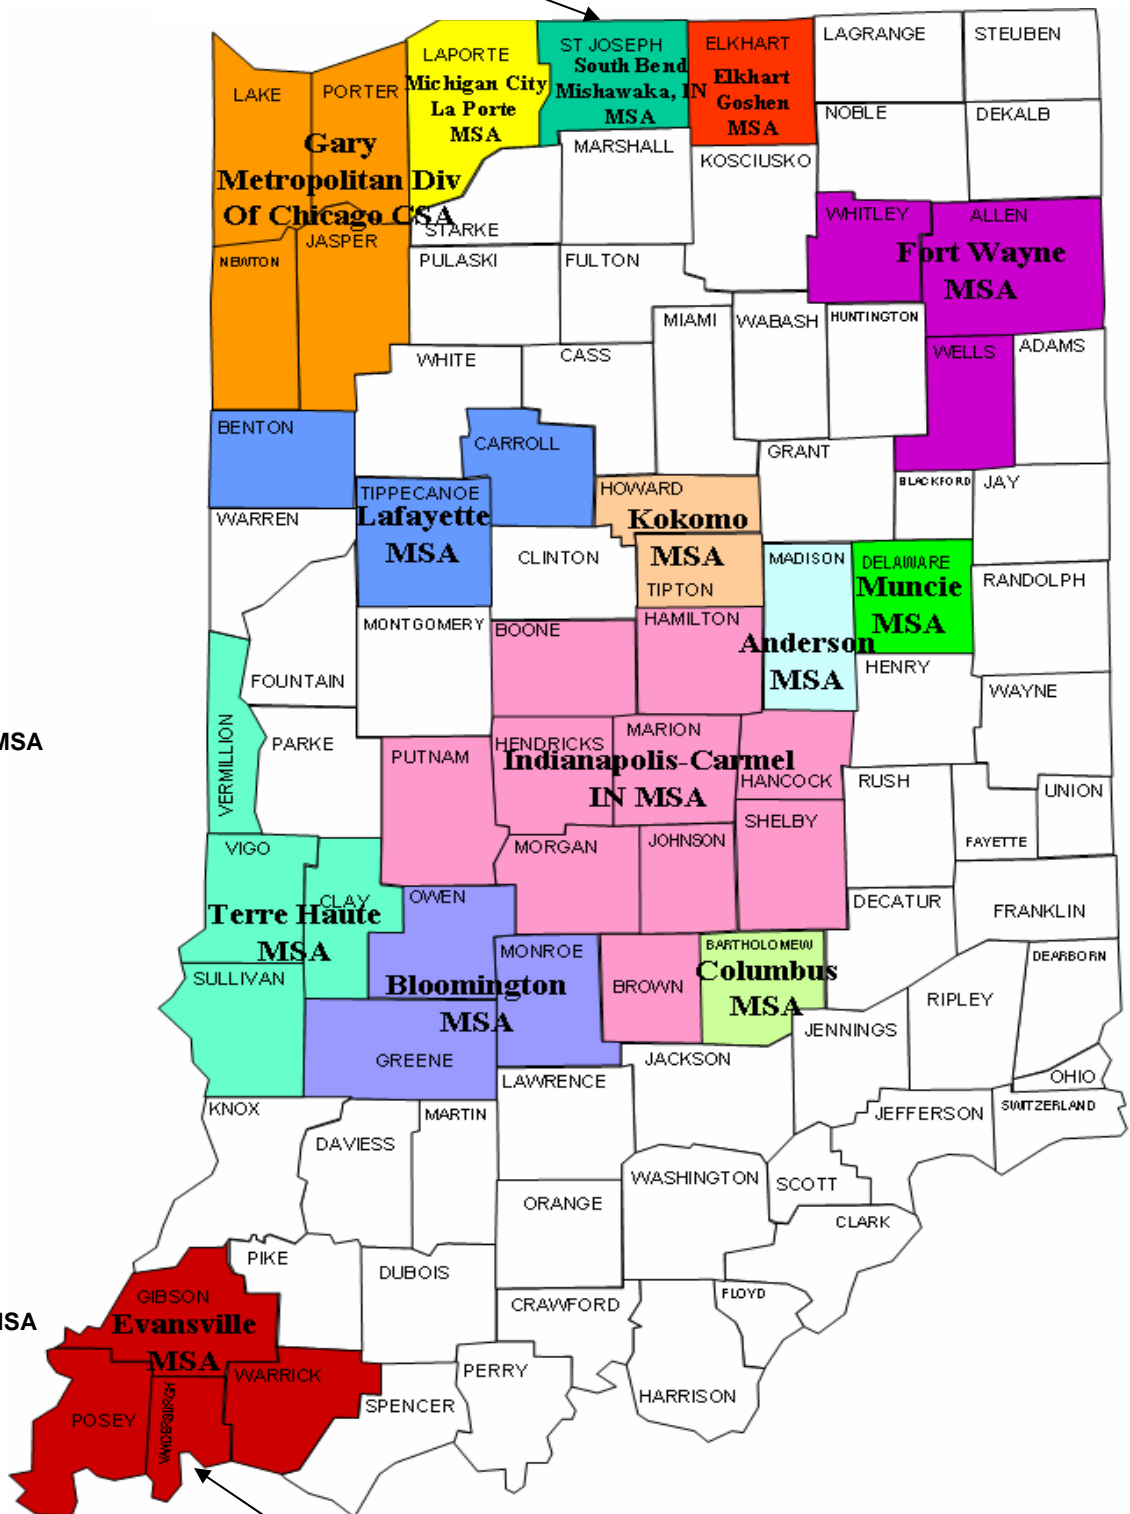 LAPORTE
Michigan City
La Porte
MSA
ST JOSEPH
South Bend
Mishawaka, IN
MSA
ELKHART
Elkhart
Goshen
MSA
LAGRANGE
STEUBEN
LAKE
PORTER
Gary
Metropolitan Div
Of Chicago CSA
NOBLE
DEKALB
MARSHALL
KOSCIUSKO
STARKE
JASPER
NEWTON
PULASKI
FULTON
WHITLEY
ALLEN
Fort Wayne
MSA
MIAMI
WABASH
HUNTINGTON
WELLS
ADAMS
WHITE
CASS
BENTON
CARROLL
GRANT
BLACKFORD
JAY
TIPPECANOE
Lafayette
MSA
HOWARD
Kokomo
MSA
TIPTON
WARREN
CLINTON
MADISON
Anderson
MSA
DELAWARE
Muncie
MSA
RANDOLPH
MONTGOMERY
BOONE
HAMILTON
HENRY
FOUNTAIN
WAYNE
MSA
VERMILLION
PARKE
PUTNAM
HENDRICKS
MARION
Indianapolis-Carmel
IN MSA
HANCOCK
RUSH
UNION
FAYETTE
SHELBY
MORGAN
JOHNSON
VIGO
CLAY
Terre Haute
MSA
OWEN
DECATUR
FRANKLIN
SULLIVAN
MONROE
Bloomington
MSA
GREENE
BROWN
BARTHOLOMEW
Columbus
MSA
DEARBORN
RIPLEY
JENNINGS
JACKSON
OHIO
LAWRENCE
KNOX
MARTIN
JEFFERSON
SWITZERLAND
DAVIESS
WASHINGTON
SCOTT
ORANGE
CLARK
PIKE
DUBOIS
GIBSON
Evansville
MSA
MSA
CRAWFORD
FLOYD
WARRICK
PERRY
HARRISON
SPENCER
POSEY
VANDERBURGH